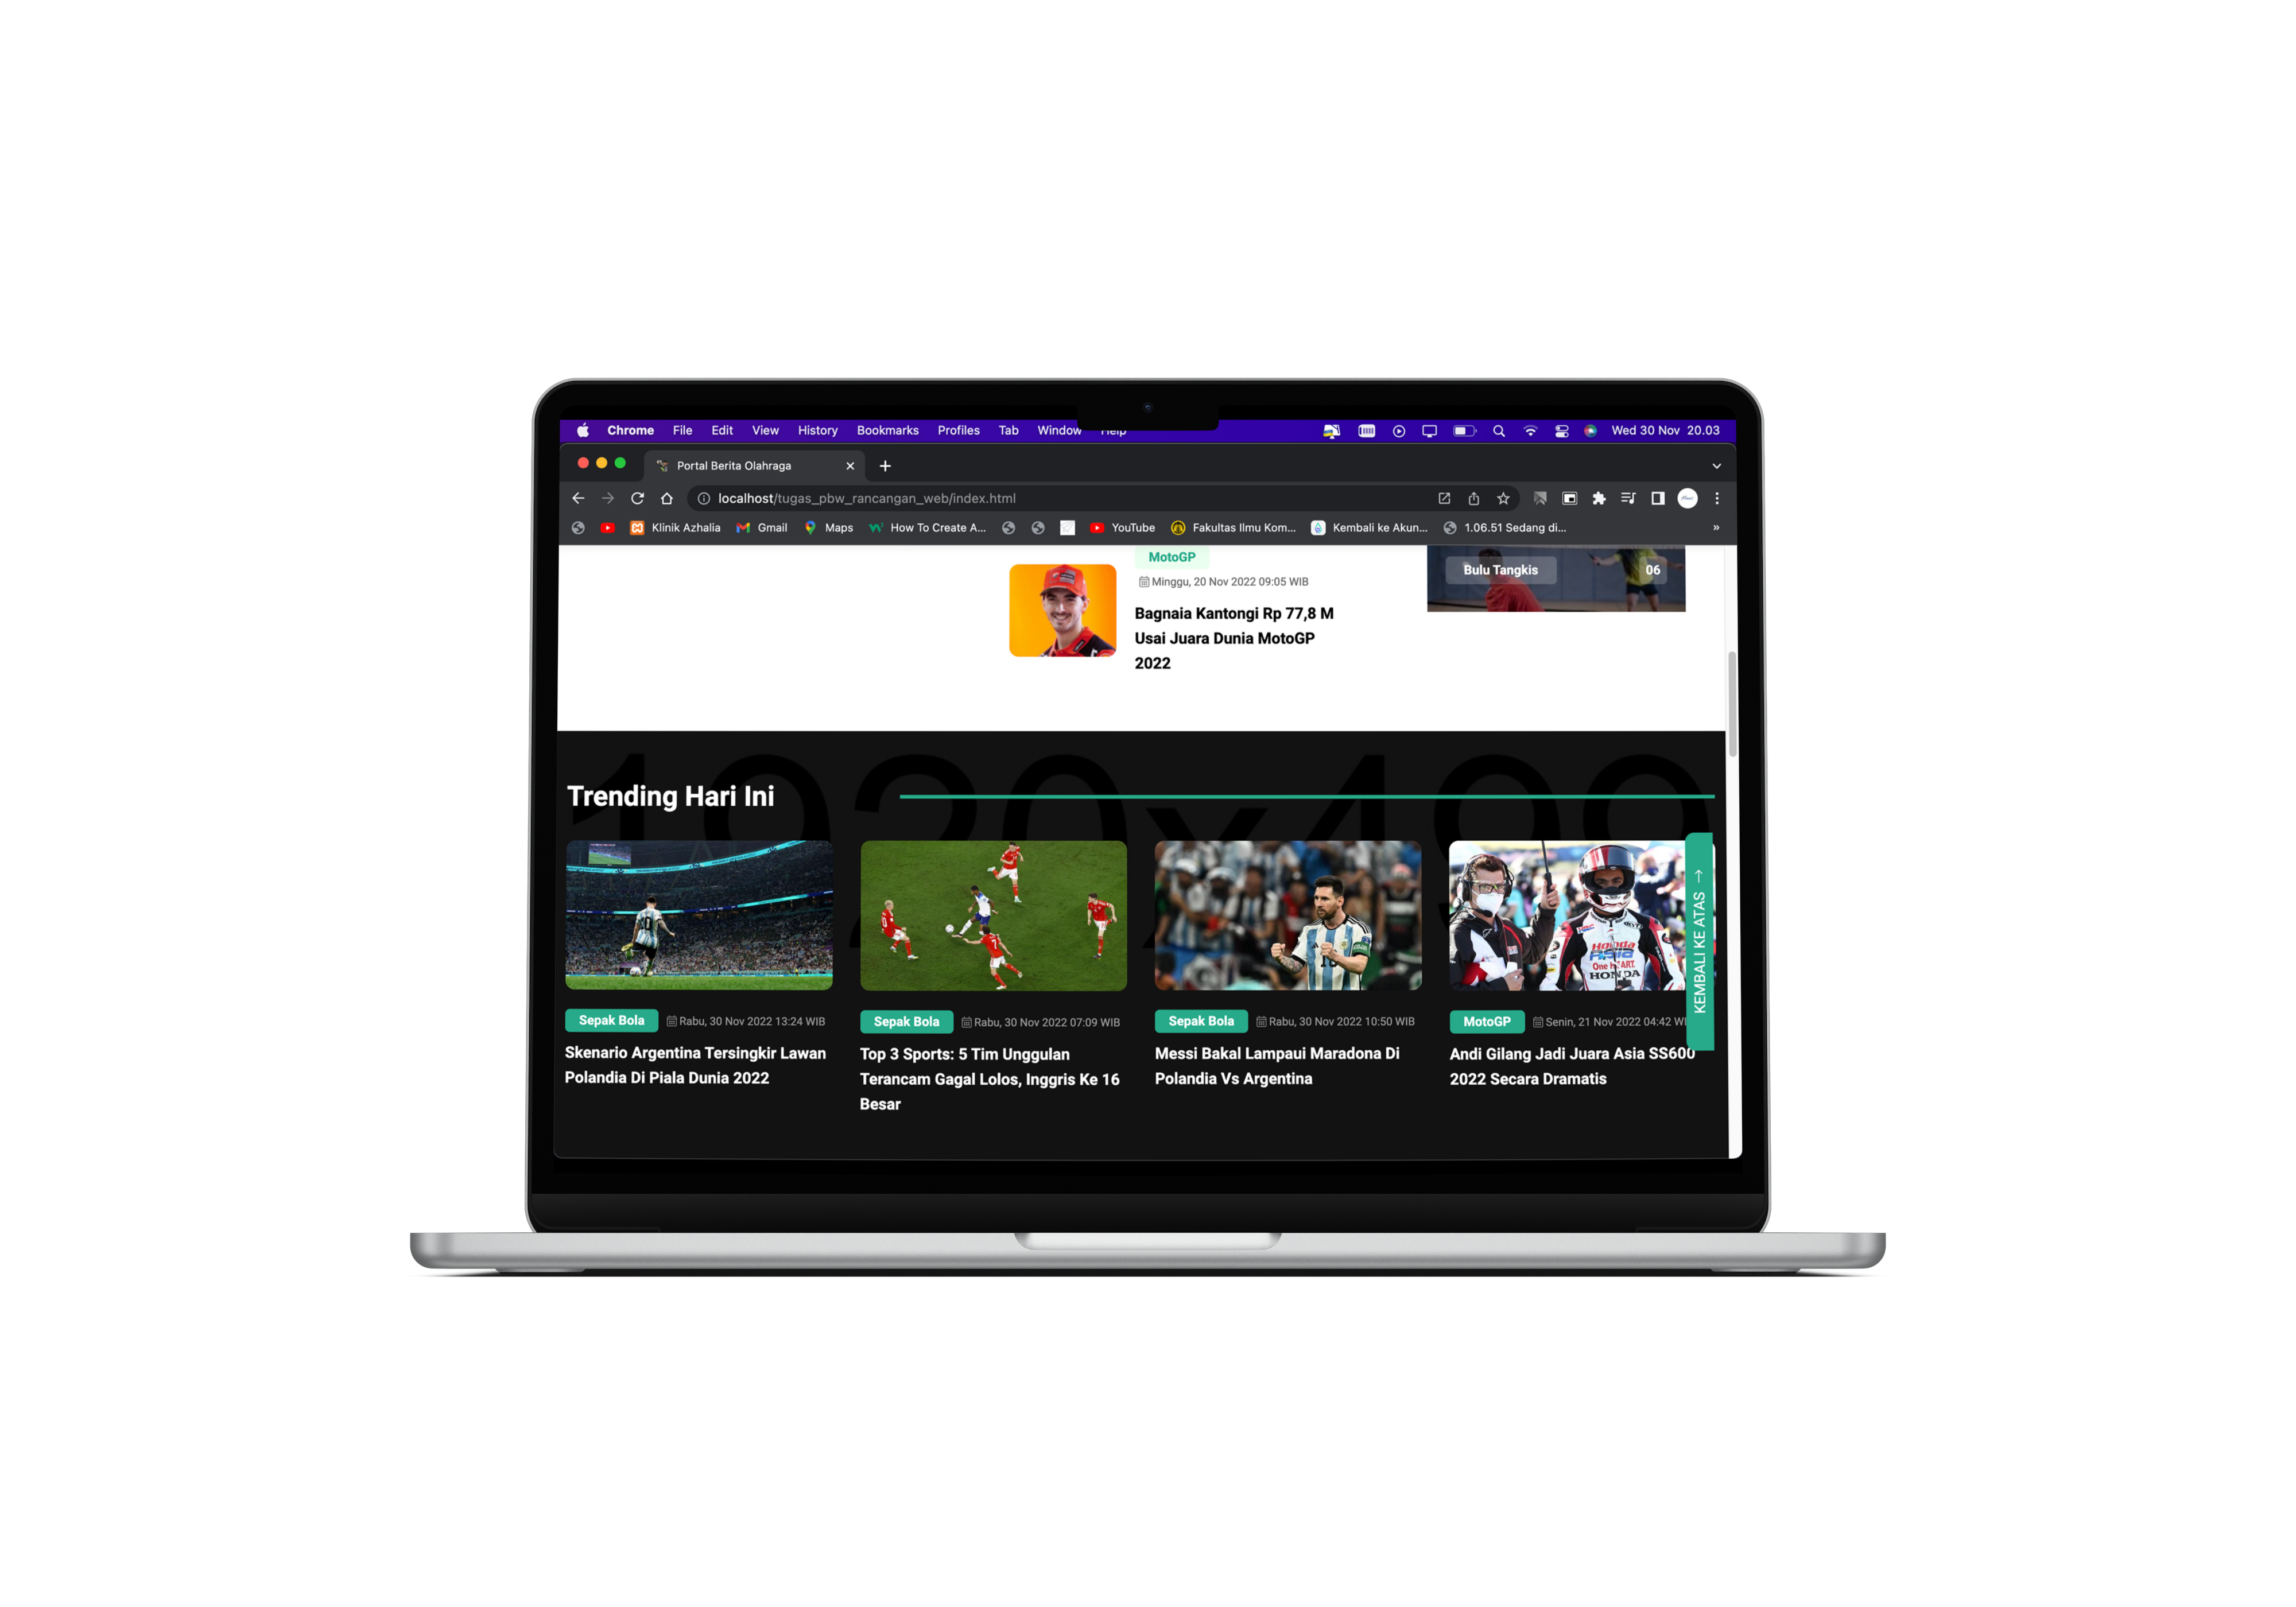 Chrome File Edit View History Bookmarks Profiles Tab Window Help Wed 30 Nov 20.03
Portal Berita Olahraga
localhost/tugas_pbw_rancangan_web/index.html
Klinik Azhalia Gmail Maps How To Create A... YouTube Fakultas Ilmu Kom... Kembali ke Akun... 1.06.51 Sedang di... »
MotoGP
Minggu, 20 Nov 2022 09:05 WIB
Bagnaia Kantongi Rp 77,8 M
Usai Juara Dunia MotoGP
2022
Bulu Tangkis 06
1920x499
Trending Hari Ini
Sepak Bola Rabu, 30 Nov 2022 13:24 WIB
Skenario Argentina Tersingkir Lawan
Polandia Di Piala Dunia 2022
Sepak Bola Rabu, 30 Nov 2022 07:09 WIB
Top 3 Sports: 5 Tim Unggulan
Terancam Gagal Lolos, Inggris Ke 16
Besar
Sepak Bola Rabu, 30 Nov 2022 10:50 WIB
Messi Bakal Lampaui Maradona Di
Polandia Vs Argentina
Honda
Asia
One HEART.
HONDA
MotoGP Senin, 21 Nov 2022 04:42 WI
Andi Gilang Jadi Juara Asia SS600
2022 Secara Dramatis
KEMBALI KE ATAS →